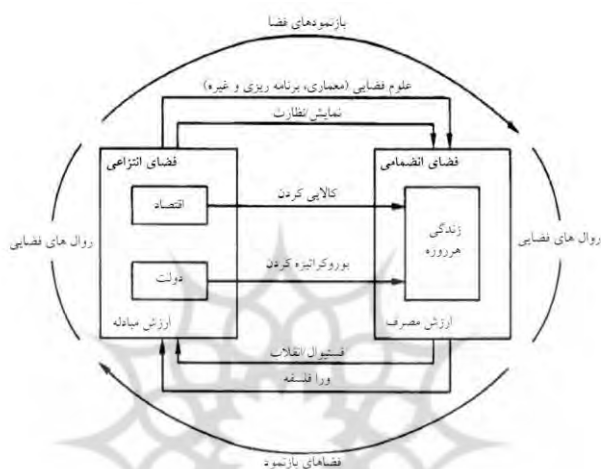 بازنمودهای فضا
علوم فضایی (معماری، برنامه ریزی و غیره)
نمایش/نظارت
فضای انضمامی
فضای انتزاعی
کالایی کردن
اقتصاد
زندگی
هرروزه
روال های فضایی
روال های فضایی
بوروکراتیزه کردن
دولت
ارزش مصرف
ارزش مبادله
فستیوال/انقلاب
ورا فلسفه
فضاهای بازنمود